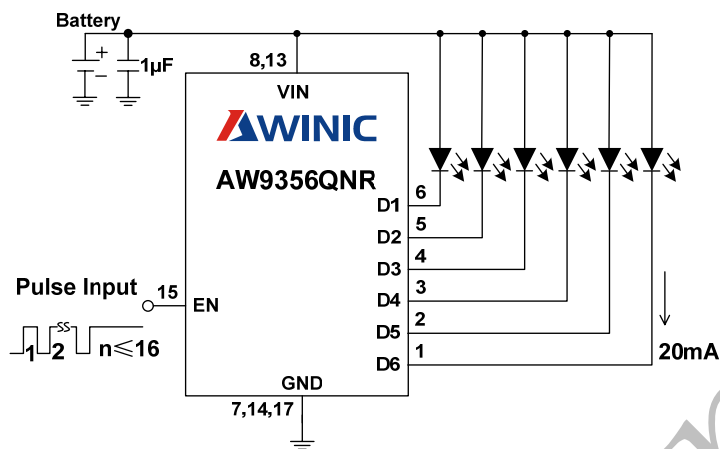 Battery
+
−
1µF
8,13
VIN
AWINIC
AW9356QNR
D1 6
D2 5
D3 4
D4 3
D5 2
D6 1
Pulse Input
15
EN
1 2 n≤16
20mA
GND
7,14,17